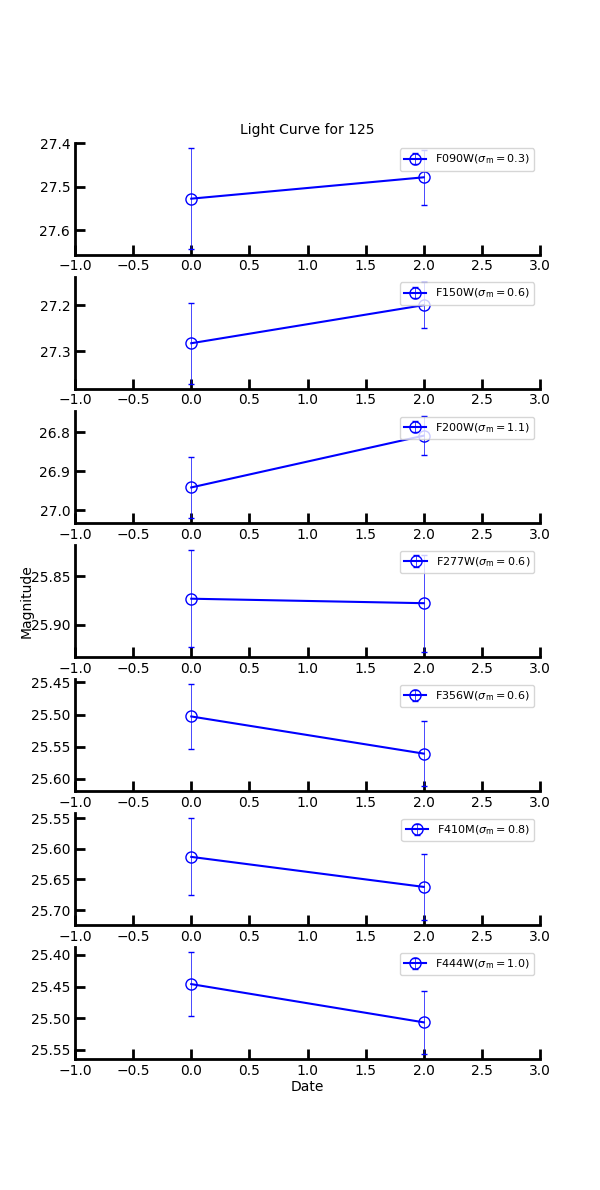 Light Curve for 125
27.4
27.5
27.6
F090W(σm = 0.3)
−1.0 −0.5 0.0 0.5 1.0 1.5 2.0 2.5 3.0
27.2
27.3
F150W(σm = 0.6)
−1.0 −0.5 0.0 0.5 1.0 1.5 2.0 2.5 3.0
26.8
26.9
27.0
F200W(σm = 1.1)
−1.0 −0.5 0.0 0.5 1.0 1.5 2.0 2.5 3.0
Magnitude
25.85
25.90
F277W(σm = 0.6)
−1.0 −0.5 0.0 0.5 1.0 1.5 2.0 2.5 3.0
25.45
25.50
25.55
25.60
F356W(σm = 0.6)
−1.0 −0.5 0.0 0.5 1.0 1.5 2.0 2.5 3.0
25.55
25.60
25.65
25.70
F410M(σm = 0.8)
−1.0 −0.5 0.0 0.5 1.0 1.5 2.0 2.5 3.0
25.40
25.45
25.50
25.55
F444W(σm = 1.0)
−1.0 −0.5 0.0 0.5 1.0 1.5 2.0 2.5 3.0
Date